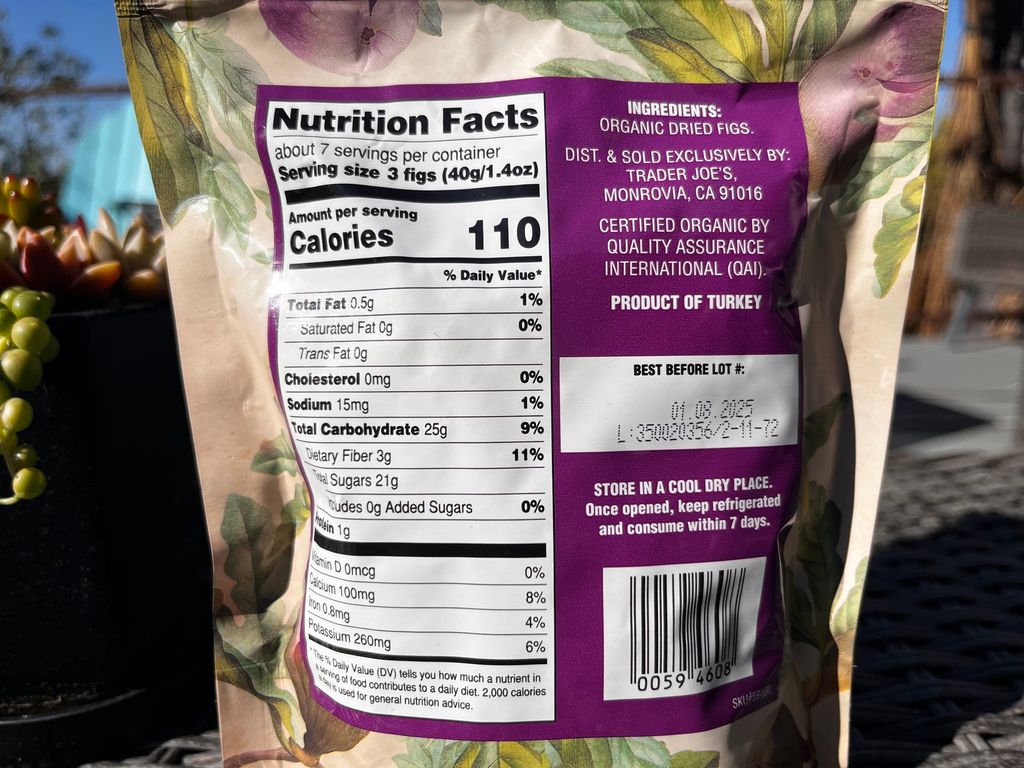 Nutrition Facts
about 7 servings per container
Serving size 3 figs (40g/1.4oz)
Amount per serving
Calories 110
% Daily Value*
Total Fat 0.5g 1%
Saturated Fat 0g 0%
Trans Fat 0g
Cholesterol 0mg 0%
Sodium 15mg 1%
Total Carbohydrate 25g 9%
Dietary Fiber 3g 11%
Total Sugars 21g
Includes 0g Added Sugars 0%
Protein 1g
Vitamin D 0mcg 0%
Calcium 100mg 8%
Iron 0.8mg 4%
Potassium 260mg 6%
* The % Daily Value (DV) tells you how much a nutrient in
a serving of food contributes to a daily diet. 2,000 calories
a day is used for general nutrition advice.
INGREDIENTS:
ORGANIC DRIED FIGS.
DIST. & SOLD EXCLUSIVELY BY:
TRADER JOE'S,
MONROVIA, CA 91016
CERTIFIED ORGANIC BY
QUALITY ASSURANCE
INTERNATIONAL (QAI).
PRODUCT OF TURKEY
BEST BEFORE LOT #:
01.08.2025
L:350020356/2-11-72
STORE IN A COOL DRY PLACE.
Once opened, keep refrigerated
and consume within 7 days.
0059 4608